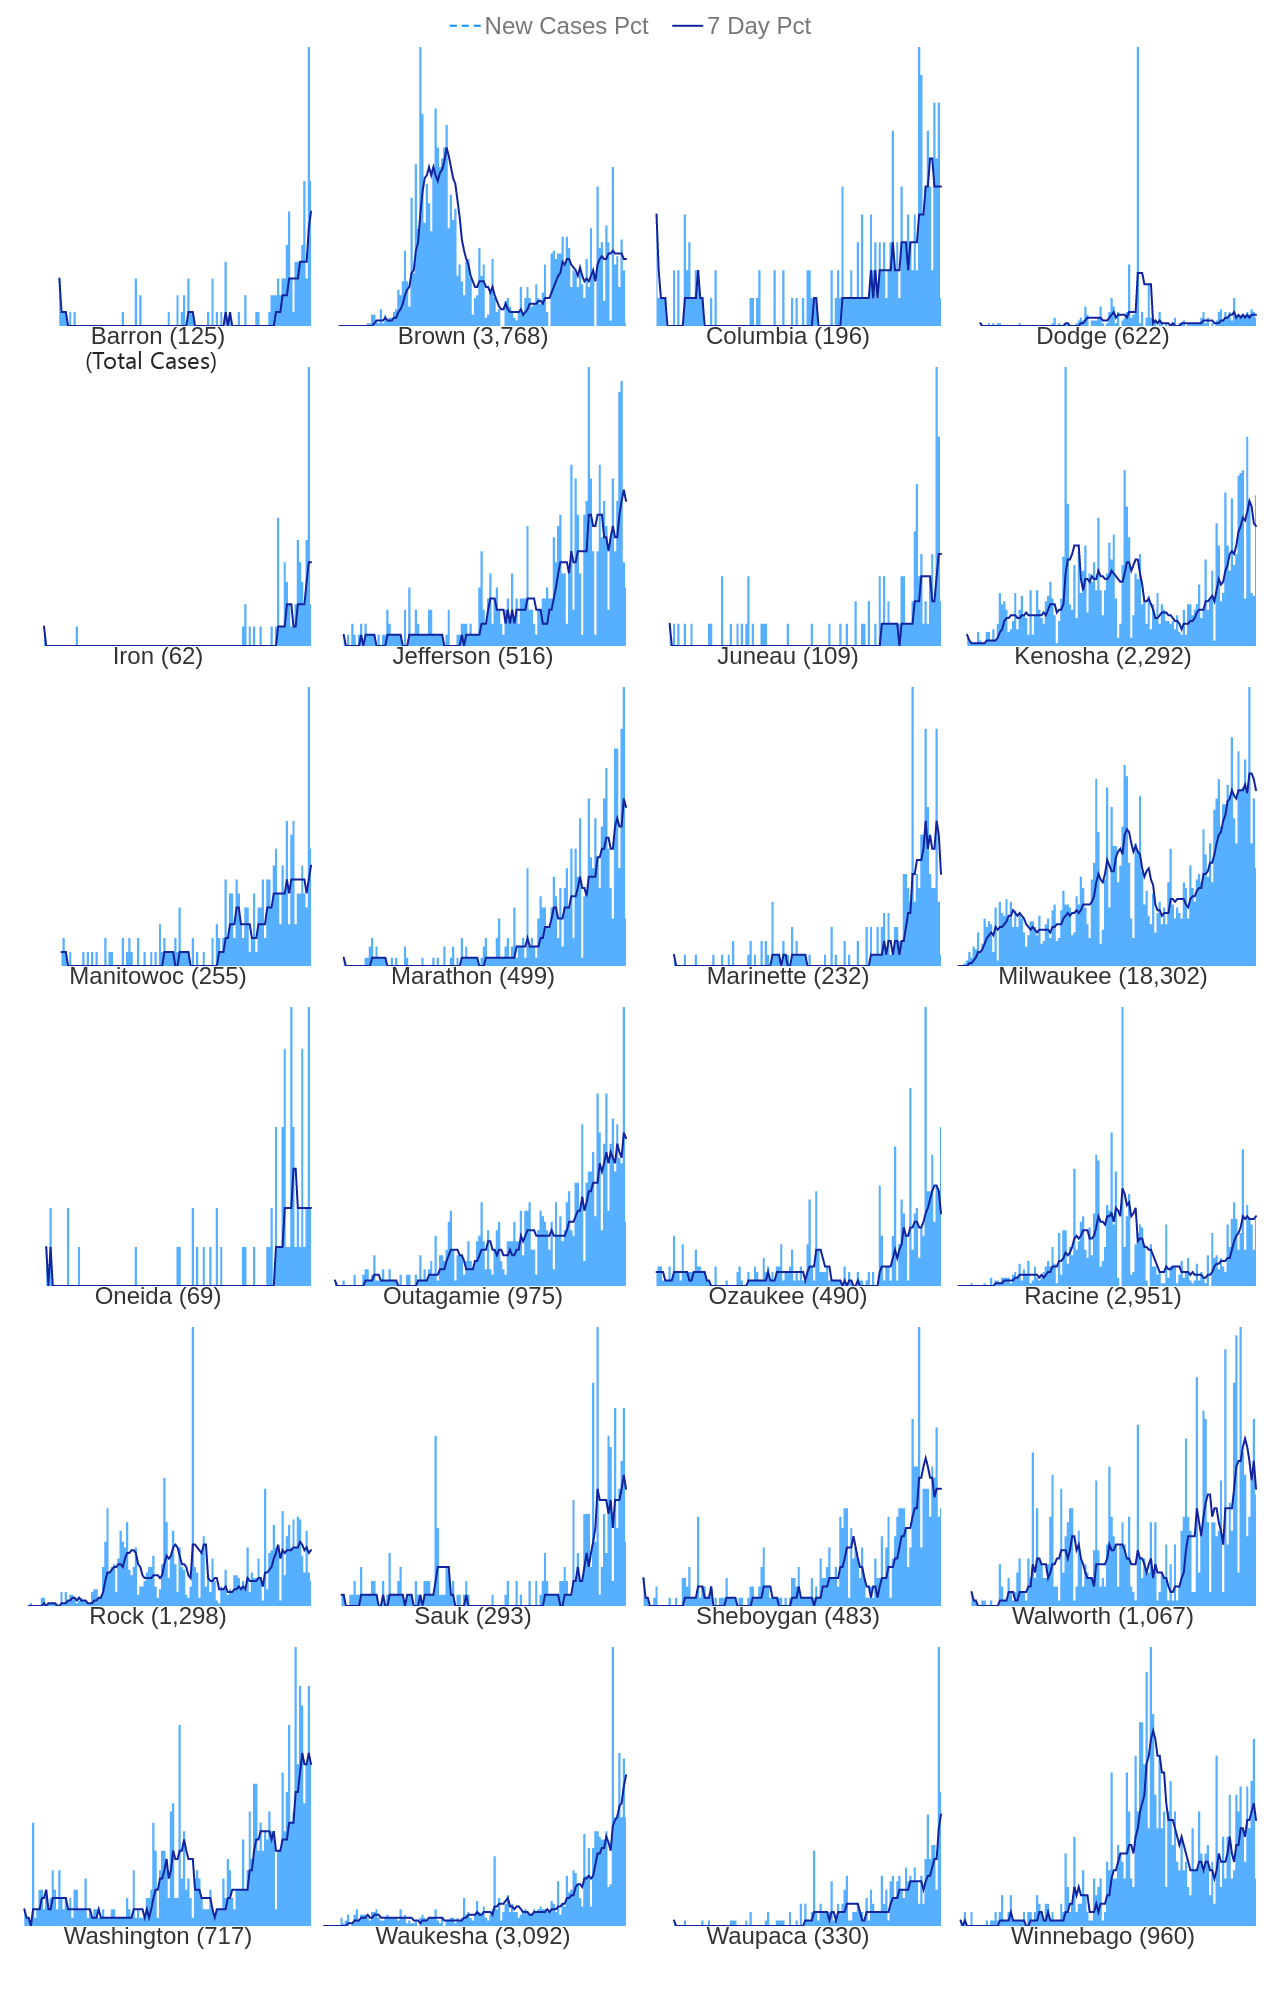 New Cases Pct 7 Day Pct
Barron (125) Brown (3,768) Columbia (196) Dodge (622)
(Total Cases)
Iron (62) Jefferson (516) Juneau (109) Kenosha (2,292)
Manitowoc (255) Marathon (499) Marinette (232) Milwaukee (18,302)
Oneida (69) Outagamie (975) Ozaukee (490) Racine (2,951)
Rock (1,298) Sauk (293) Sheboygan (483) Walworth (1,067)
Washington (717) Waukesha (3,092) Waupaca (330) Winnebago (960)